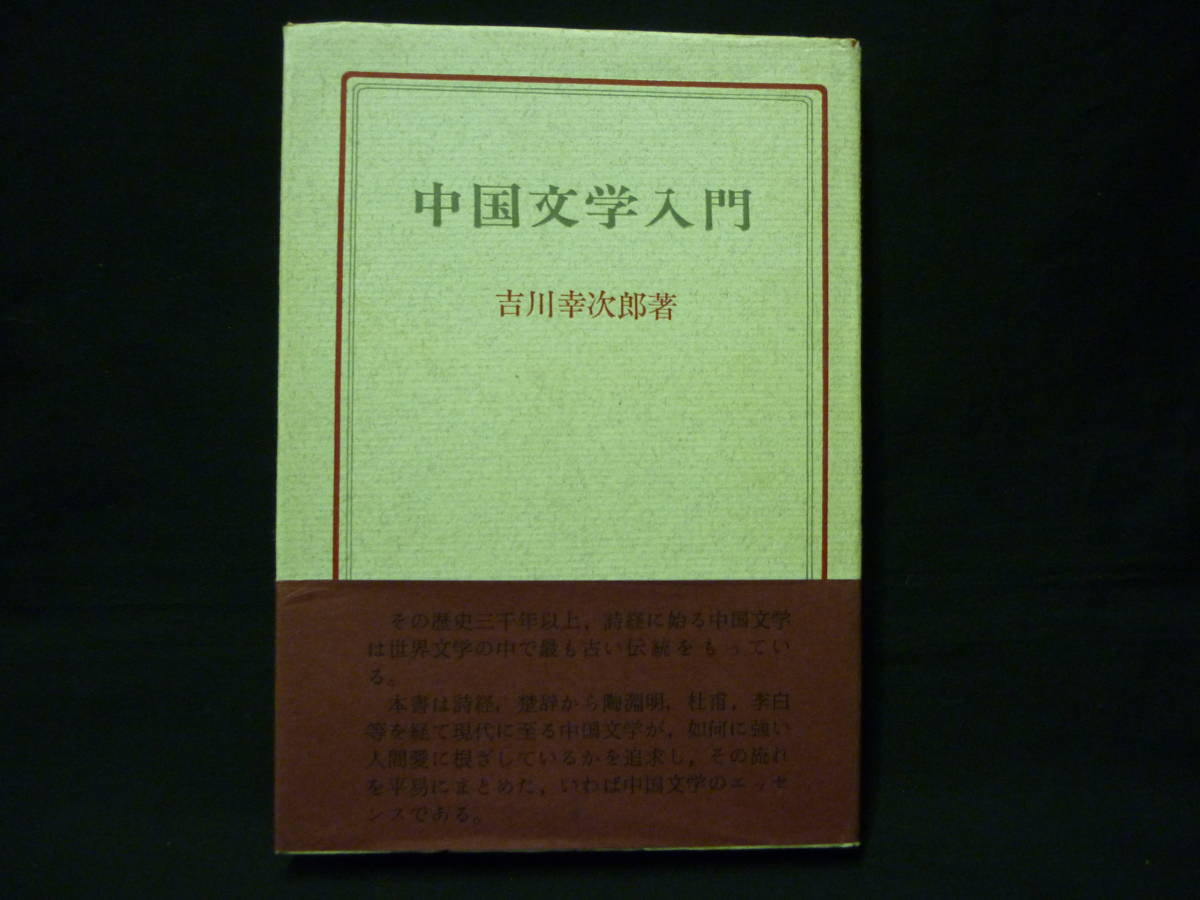 中国文学入門
吉川幸次郎著
その歴史三千年以上，詩経に始る中国文学
は世界文学の中で最も古い伝統をもってい
る。
本書は詩経，楚辞から陶淵明，杜甫，李白
等を経て現代に至る中国文学が，如何に強い
人間愛に根ざしているかを追求し，その流れ
を平易にまとめた，いわば中国文学のエッセ
ンスである。